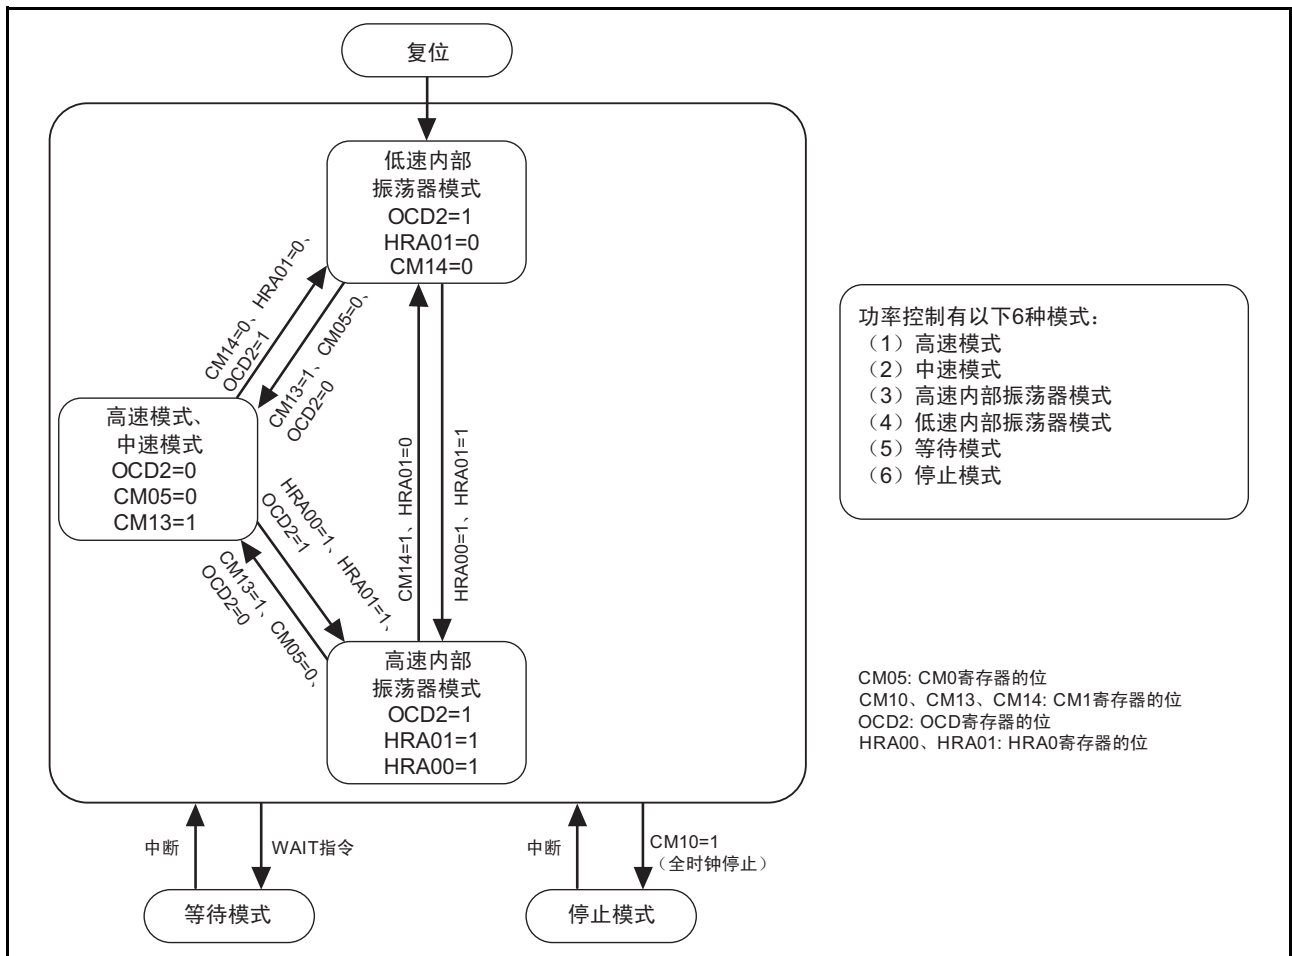 复位
低速内部
振荡器模式
OCD2=1
HRA01=0
CM14=0
CM14=0、HRA01=0、
OCD2=1
CM13=1、CM05=0、
OCD2=0
高速模式、
中速模式
OCD2=0
CM05=0
CM13=1
HRA00=1、HRA01=1、
OCD2=1
CM13=1、CM05=0、
OCD2=0
CM14=1、HRA01=0
HRA00=1、HRA01=1
高速内部
振荡器模式
OCD2=1
HRA01=1
HRA00=1
功率控制有以下6种模式：
（1）高速模式
（2）中速模式
（3）高速内部振荡器模式
（4）低速内部振荡器模式
（5）等待模式
（6）停止模式
CM05: CM0寄存器的位
CM10、CM13、CM14: CM1寄存器的位
OCD2: OCD寄存器的位
HRA00、HRA01: HRA0寄存器的位
中断
WAIT指令
中断
CM10=1
（全时钟停止）
等待模式
停止模式